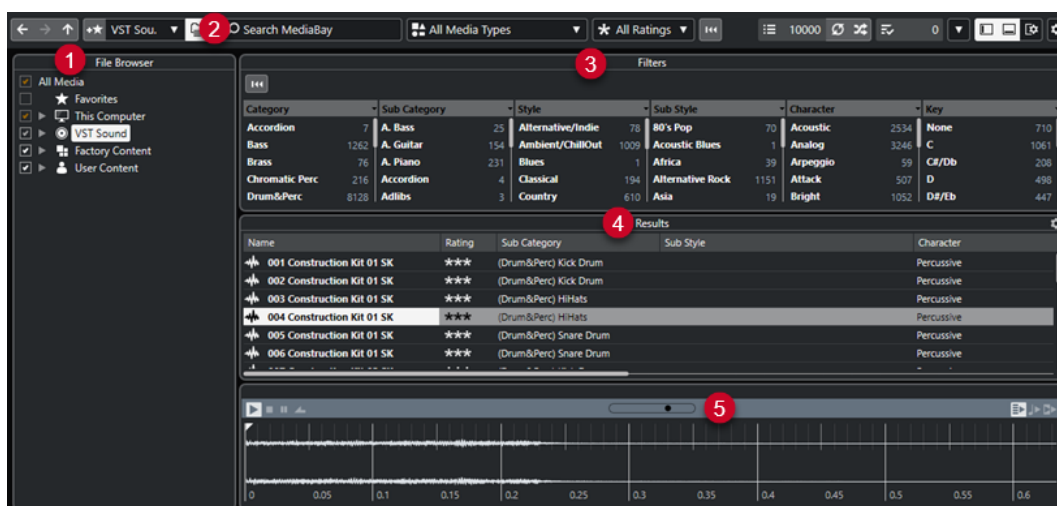 VST Sou. 2 Search MediaBay All Media Types All Ratings 10000 0
1 File Browser
All Media
Favorites
This Computer
VST Sound
Factory Content
User Content
3 Filters
Category Sub Category Style Sub Style Character Key
Accordion 7 A. Bass 25 Alternative/Indie 78 80's Pop 70 Acoustic 2534 None 710
Bass 1262 A. Guitar 154 Ambient/ChillOut 1009 Acoustic Blues 1 Analog 3246 C 1061
Brass 76 A. Piano 231 Blues 1 Africa 39 Arpeggio 59 C#/Db 208
Chromatic Perc 216 Accordion 4 Classical 194 Alternative Rock 1151 Attack 507 D 498
Drum&Perc 8128 Adlibs 3 Country 610 Asia 19 Bright 1052 D#/Eb 447
4 Results
Name Rating Sub Category Sub Style Character
001 Construction Kit 01 SK (Drum&Perc) Kick Drum Percussive
002 Construction Kit 01 SK (Drum&Perc) Kick Drum Percussive
003 Construction Kit 01 SK (Drum&Perc) HiHats Percussive
004 Construction Kit 01 SK (Drum&Perc) HiHats Percussive
005 Construction Kit 01 SK (Drum&Perc) Snare Drum Percussive
006 Construction Kit 01 SK (Drum&Perc) Snare Drum Percussive
5
0 0.05 0.1 0.15 0.2 0.25 0.3 0.35 0.4 0.45 0.5 0.55 0.6